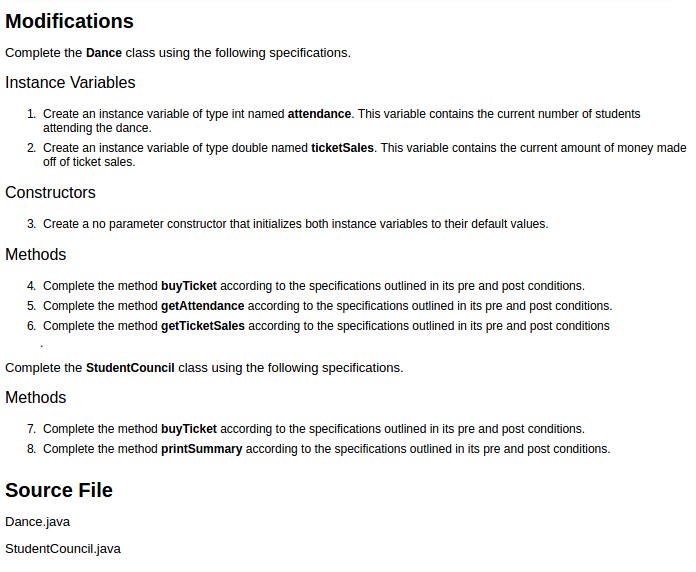 Modifications
Complete the Dance class using the following specifications.
Instance Variables
1. Create an instance variable of type int named attendance. This variable contains the current number of students
attending the dance.
2. Create an instance variable of type double named ticketSales. This variable contains the current amount of money made
off of ticket sales.
Constructors
3. Create a no parameter constructor that initializes both instance variables to their default values.
Methods
4. Complete the method buyTicket according to the specifications outlined in its pre and post conditions.
5. Complete the method getAttendance according to the specifications outlined in its pre and post conditions.
6. Complete the method getTicketSales according to the specifications outlined in its pre and post conditions
.
Complete the StudentCouncil class using the following specifications.
Methods
7. Complete the method buyTicket according to the specifications outlined in its pre and post conditions.
8. Complete the method printSummary according to the specifications outlined in its pre and post conditions.
Source File
Dance.java
StudentCouncil.java